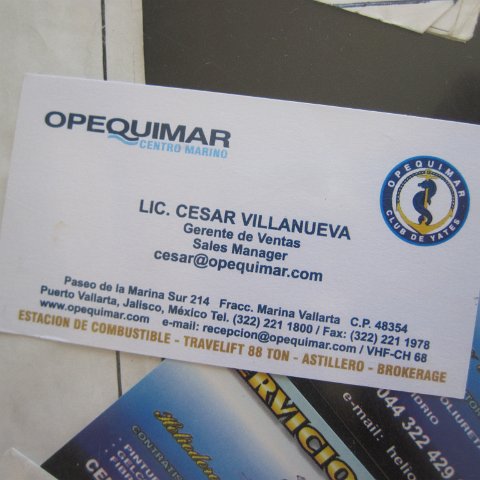 OPEQUIMAR
CENTRO MARINO
OPEQUIMAR
CLUB DE YATES
LIC. CESAR VILLANUEVA
Gerente de Ventas
Sales Manager
cesar@opequimar.com
Paseo de la Marina Sur 214 Fracc. Marina Vallarta C.P. 48354
Puerto Vallarta, Jalisco, México Tel. (322) 221 1800 / Fax: (322) 221 1978
www.opequimar.com e-mail: recepcion@opequimar.com / VHF-CH 68
ESTACION DE COMBUSTIBLE - TRAVELIFT 88 TON - ASTILLERO - BROKERAGE
SERVICIO
044 322 429
e-mail: helio